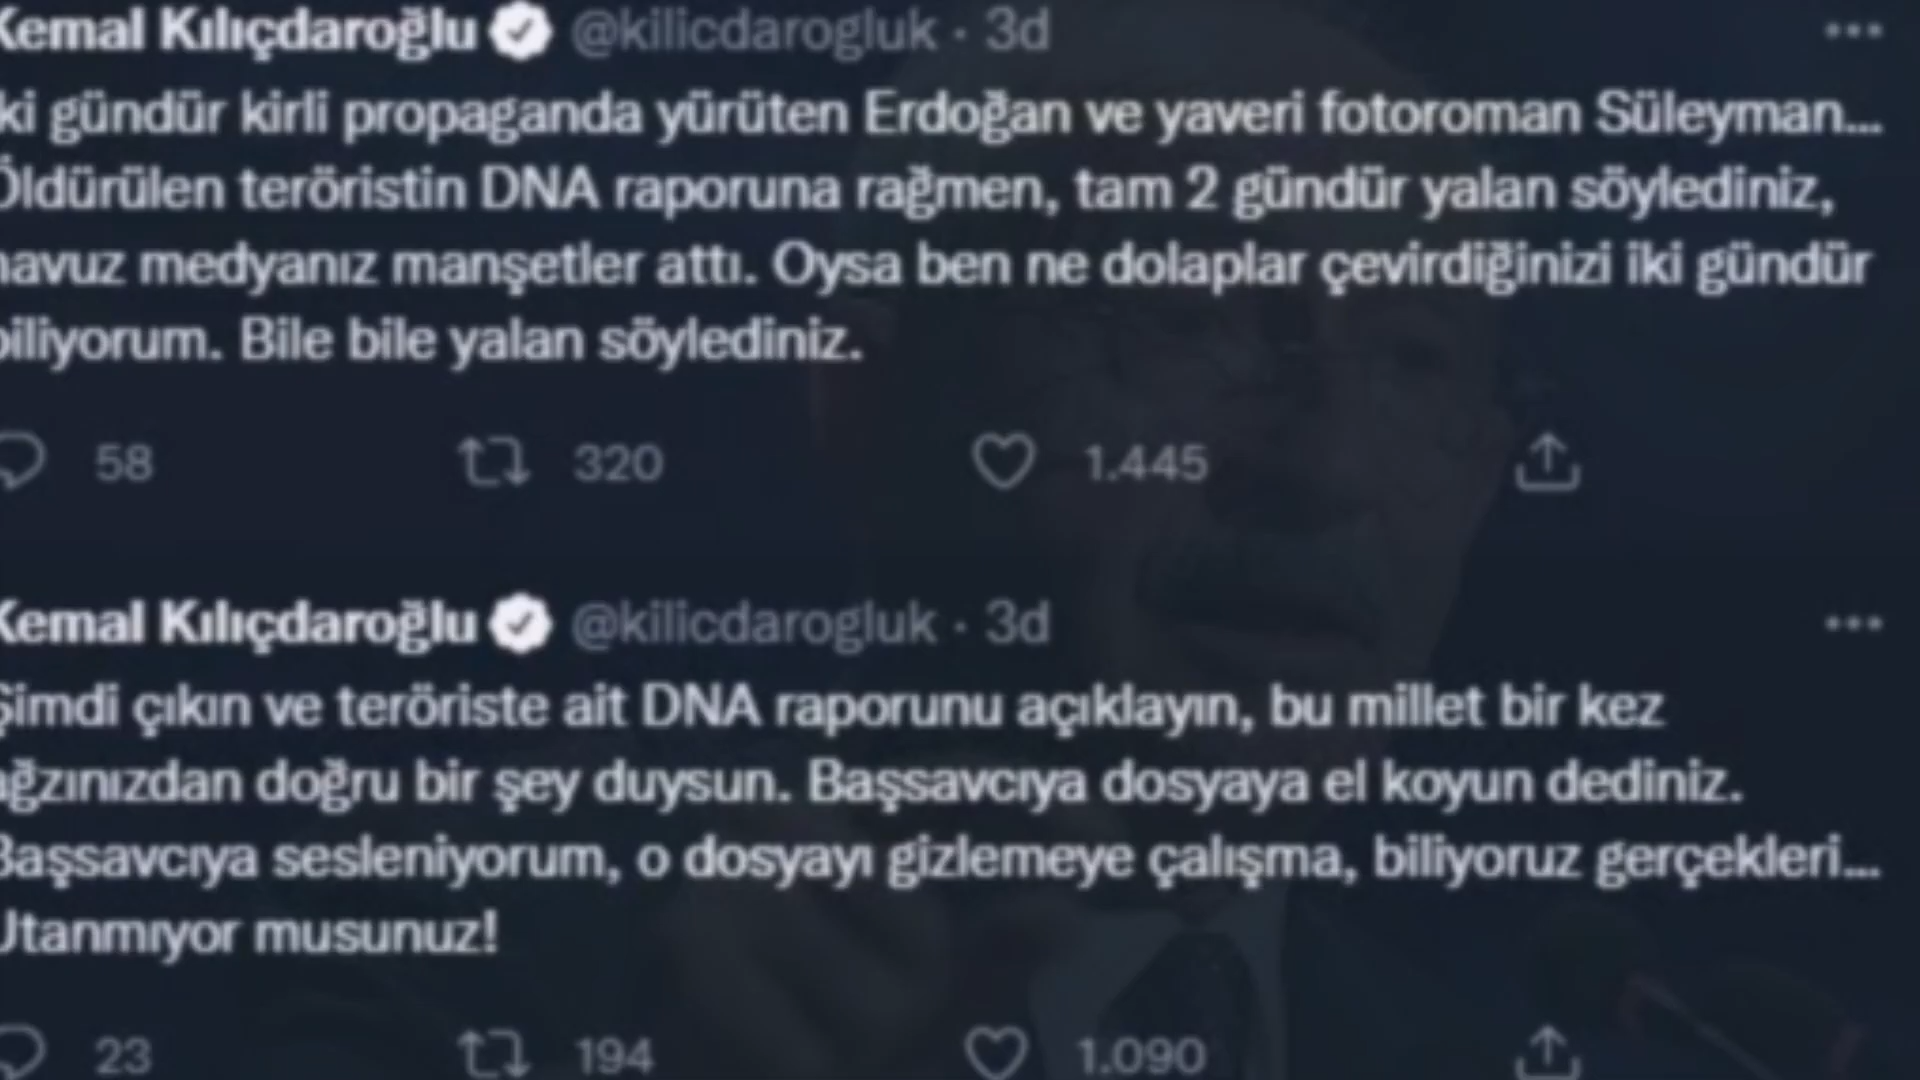 Kemal Kılıçdaroğlu @kilicdarogluk · 3d
ki gündür kirli propaganda yürüten Erdoğan ve yaveri fotoroman Süleyman...
Öldürülen teröristin DNA raporuna rağmen, tam 2 gündür yalan söylediniz,
havuz medyanız manşetler attı. Oysa ben ne dolaplar çevirdiğinizi iki gündür
biliyorum. Bile bile yalan söylediniz.
58 320 1.445
Kemal Kılıçdaroğlu @kilicdarogluk · 3d
Şimdi çıkın ve teröriste ait DNA raporunu açıklayın, bu millet bir kez
ağzınızdan doğru bir şey duysun. Başsavcıya dosyaya el koyun dediniz.
Başsavcıya sesleniyorum, o dosyayı gizlemeye çalışma, biliyoruz gerçekleri...
Utanmıyor musunuz!
23 194 1.090